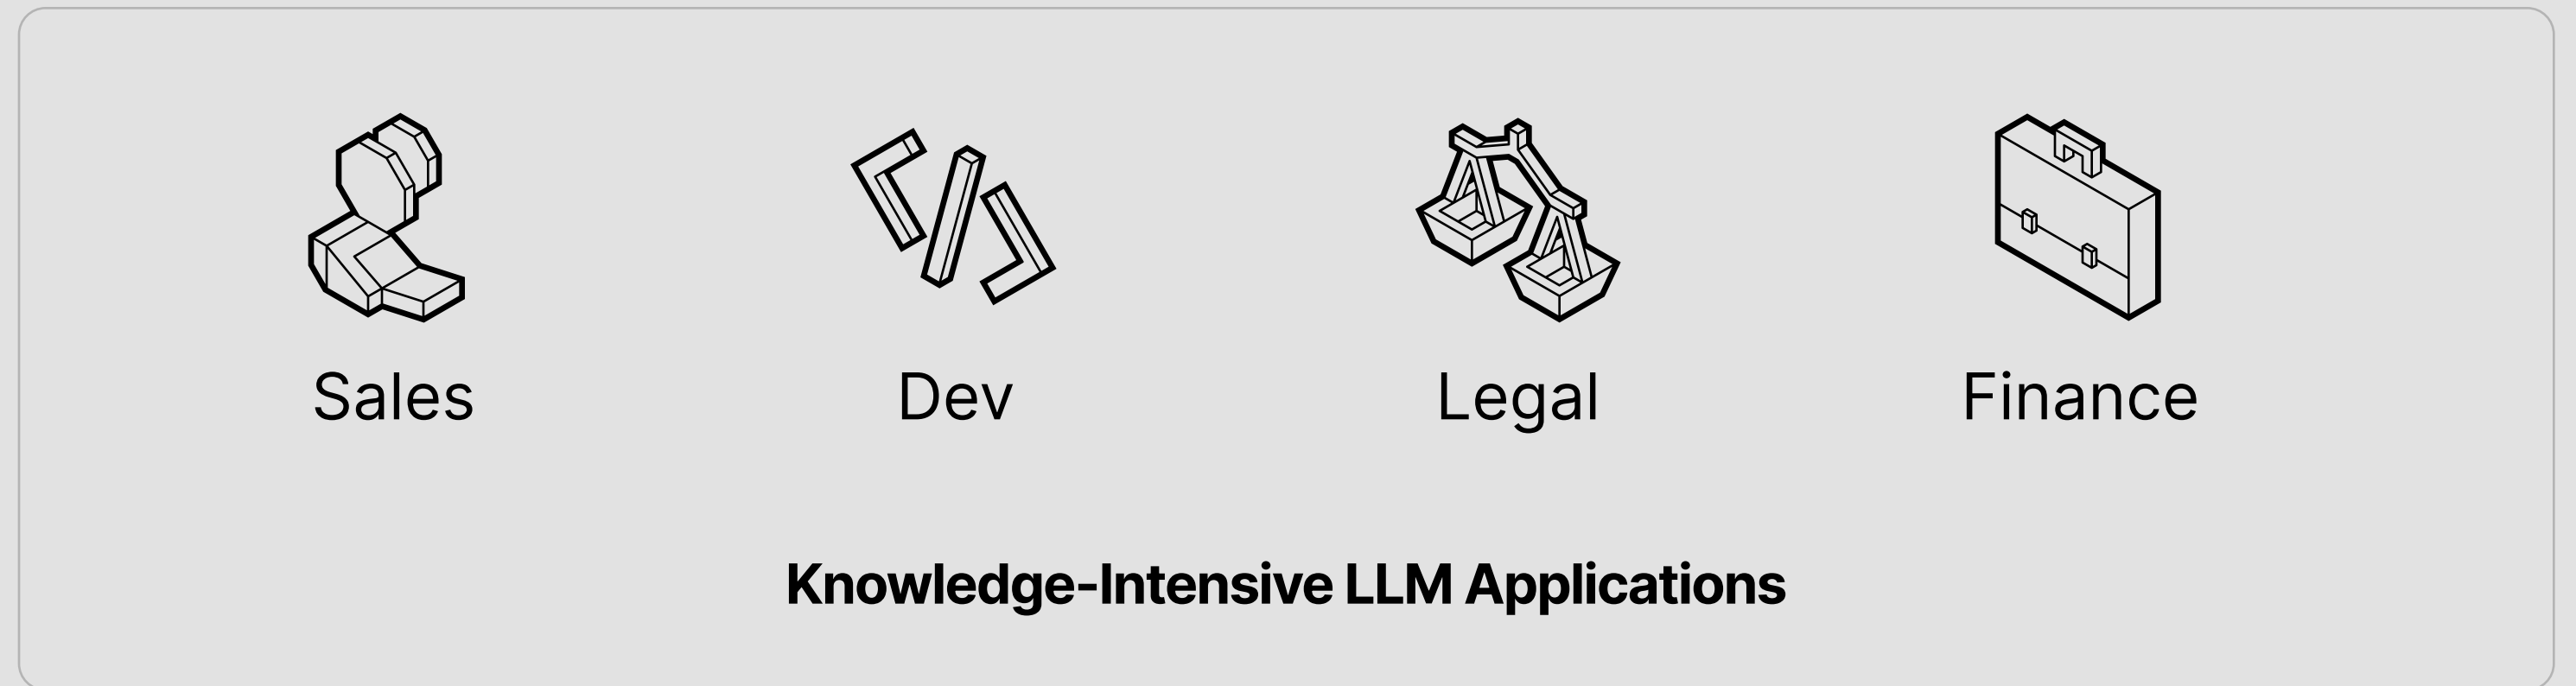 Sales
Dev
Legal
Finance
Knowledge-Intensive LLM Applications